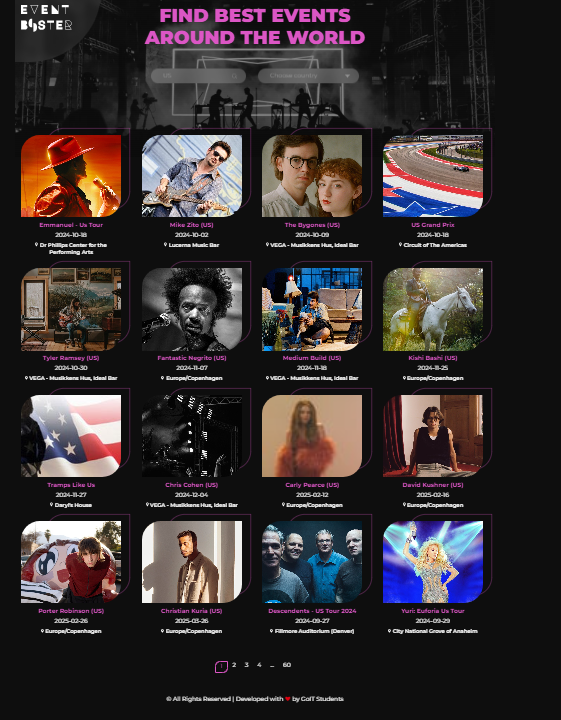 EVENT
BOOSTER
FIND BEST EVENTS
AROUND THE WORLD
US
Choose country
Emmanuel - Us Tour
2024-10-18
Dr Phillips Center for the
Performing Arts
Mike Zito (US)
2024-10-02
Lucerna Music Bar
The Bygones (US)
2024-10-09
VEGA - Musikkens Hus, Ideal Bar
US Grand Prix
2024-10-18
Circuit of The Americas
Tyler Ramsey (US)
2024-10-30
VEGA - Musikkens Hus, Ideal Bar
Fantastic Negrito (US)
2024-11-07
Europe/Copenhagen
Medium Build (US)
2024-11-18
VEGA - Musikkens Hus, Ideal Bar
Kishi Bashi (US)
2024-11-25
Europe/Copenhagen
Tramps Like Us
2024-11-27
Daryl's House
Chris Cohen (US)
2024-12-04
VEGA - Musikkens Hus, Ideal Bar
Carly Pearce (US)
2025-02-12
Europe/Copenhagen
David Kushner (US)
2025-02-16
Europe/Copenhagen
Porter Robinson (US)
2025-02-26
Europe/Copenhagen
Christian Kuria (US)
2025-03-26
Europe/Copenhagen
Descendents - US Tour 2024
2024-09-27
Fillmore Auditorium (Denver)
Yuri: Euforia Us Tour
2024-09-29
City National Grove of Anaheim
1 2 3 4 ... 60
© All Rights Reserved | Developed with ❤ by GoIT Students